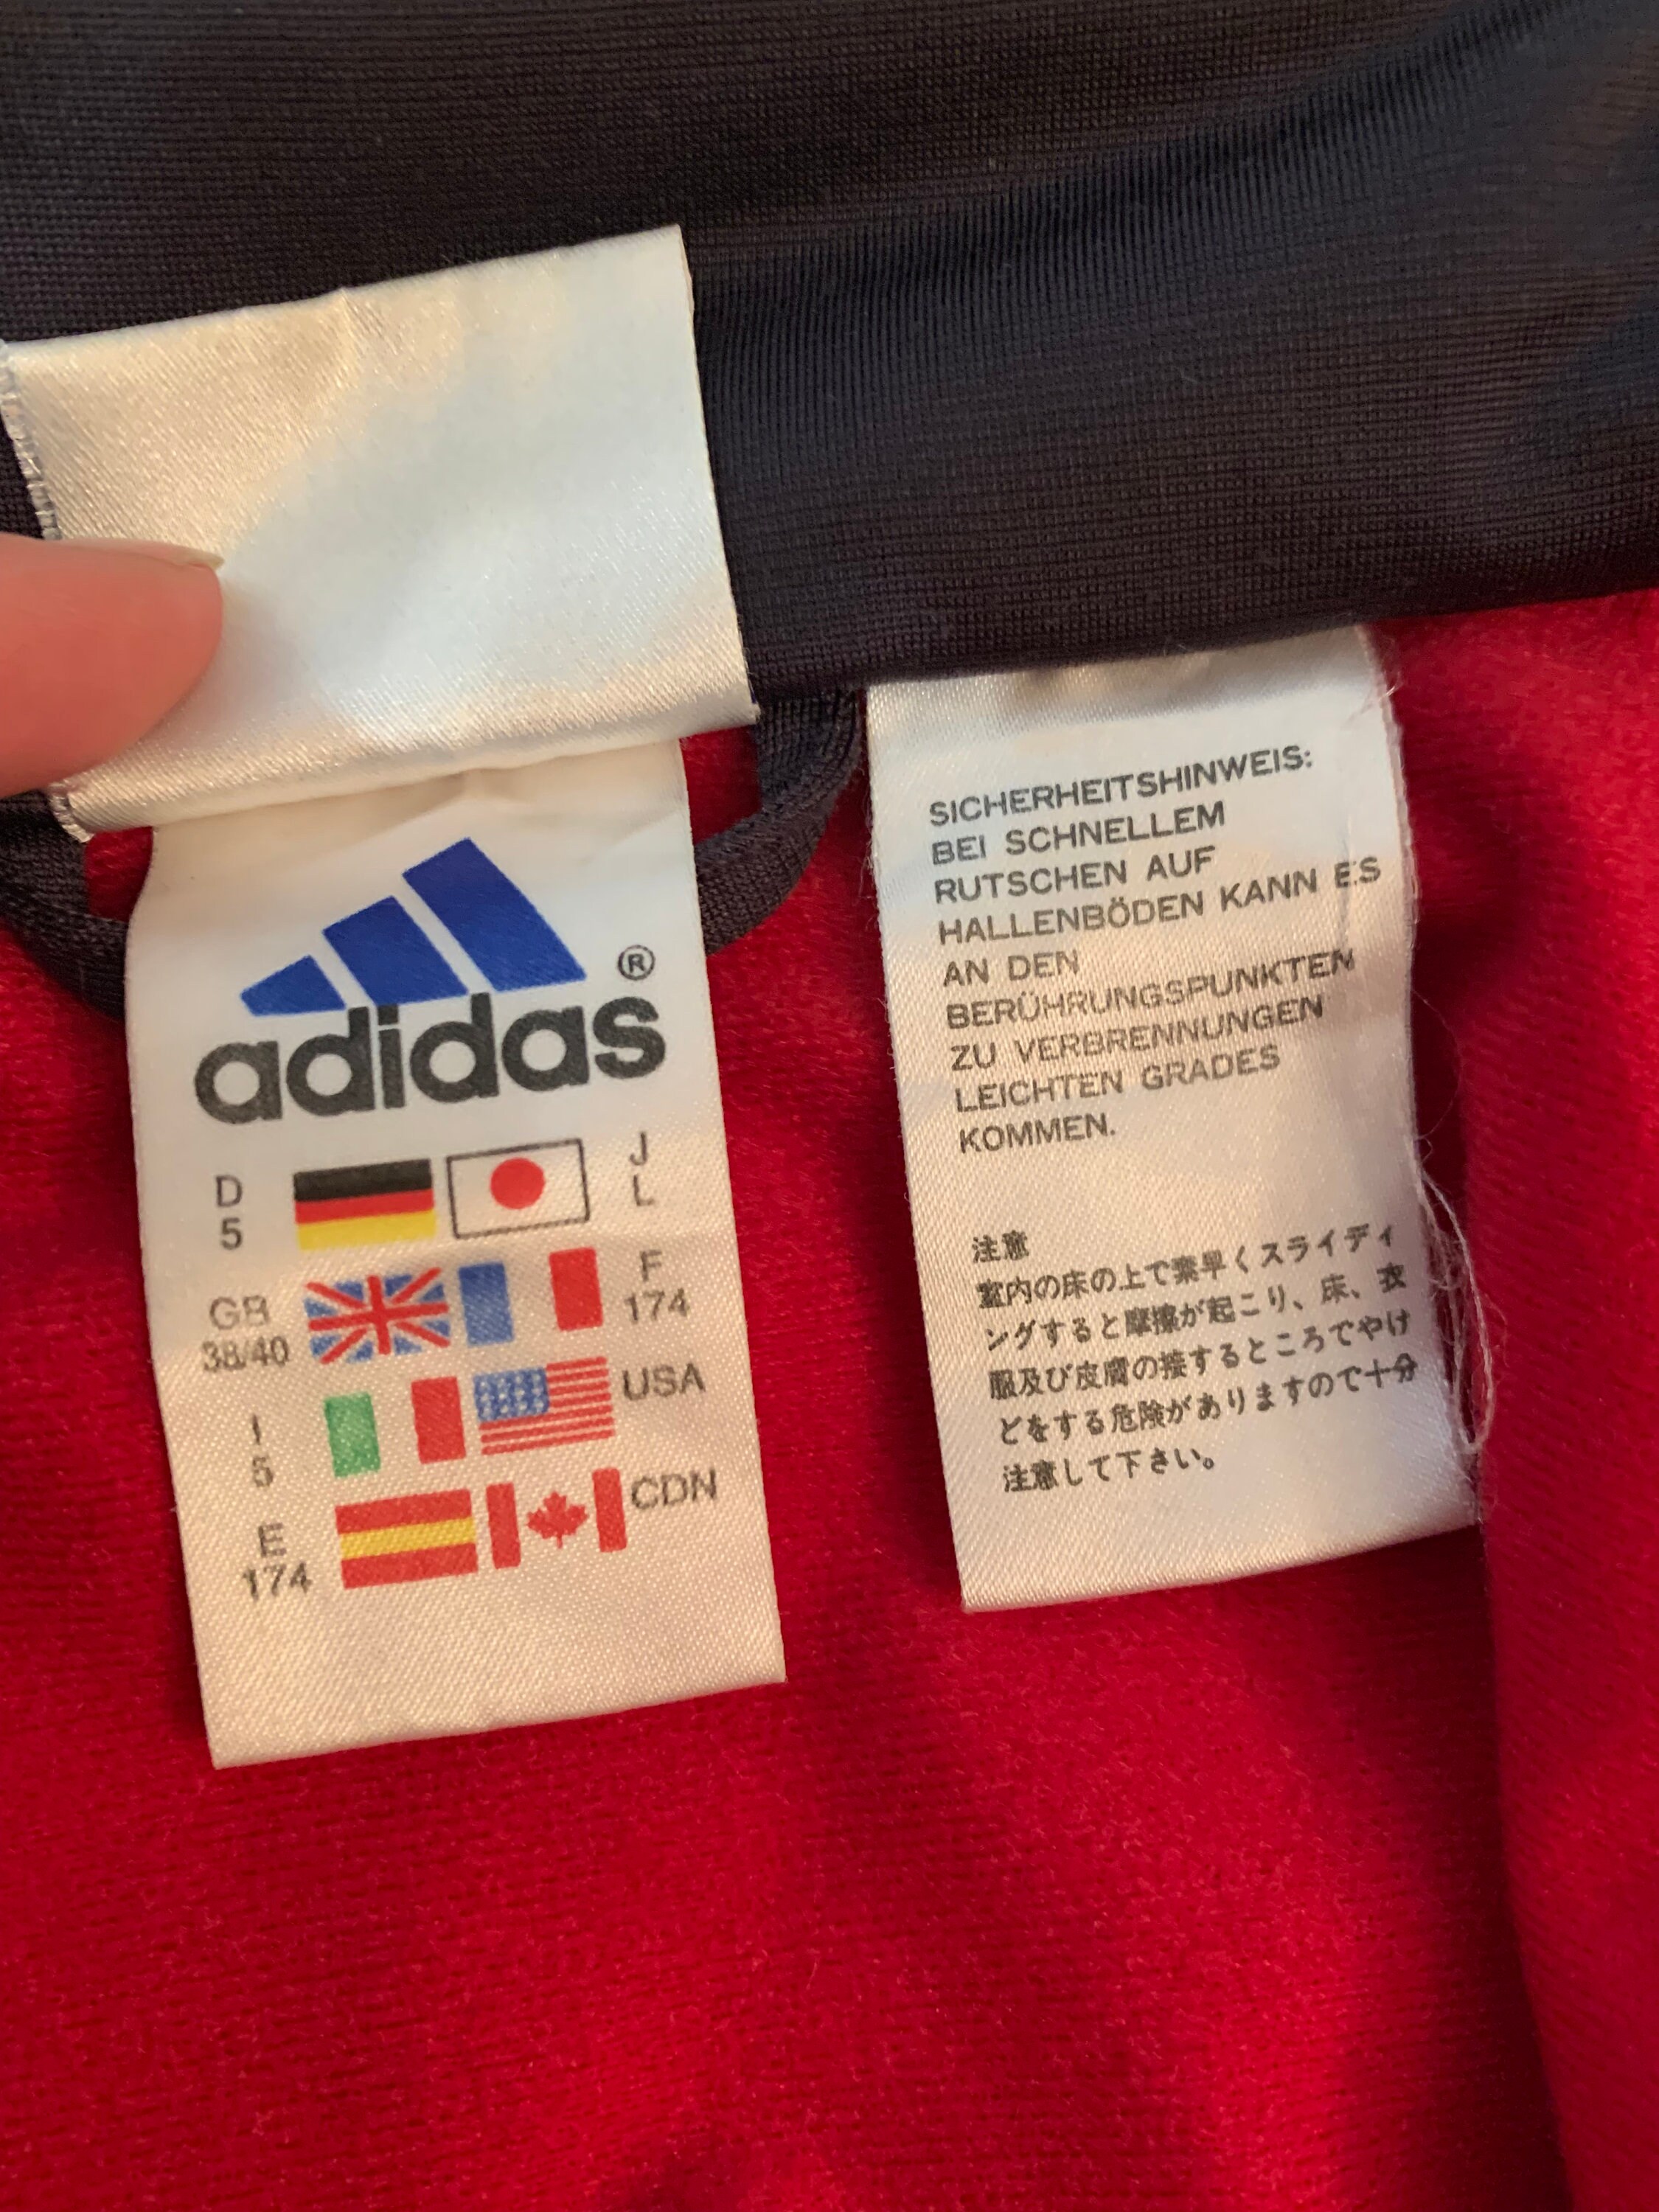 adidas®
D
5
J
L
GB
38/40
F
174
I
5
USA
E
174
CDN
SICHERHEITSHINWEIS:
BEI SCHNELLEM
RUTSCHEN AUF
HALLENBÖDEN KANN ES
AN DEN
BERÜHRUNGSPUNKTEN
ZU VERBRENNUNGEN
LEICHTEN GRADES
KOMMEN.
注意
室内の床の上で素早くスライディ
ングすると摩擦が起こり、床、衣
服及び皮膚の接するところでやけ
どをする危険がありますので十分
注意して下さい。